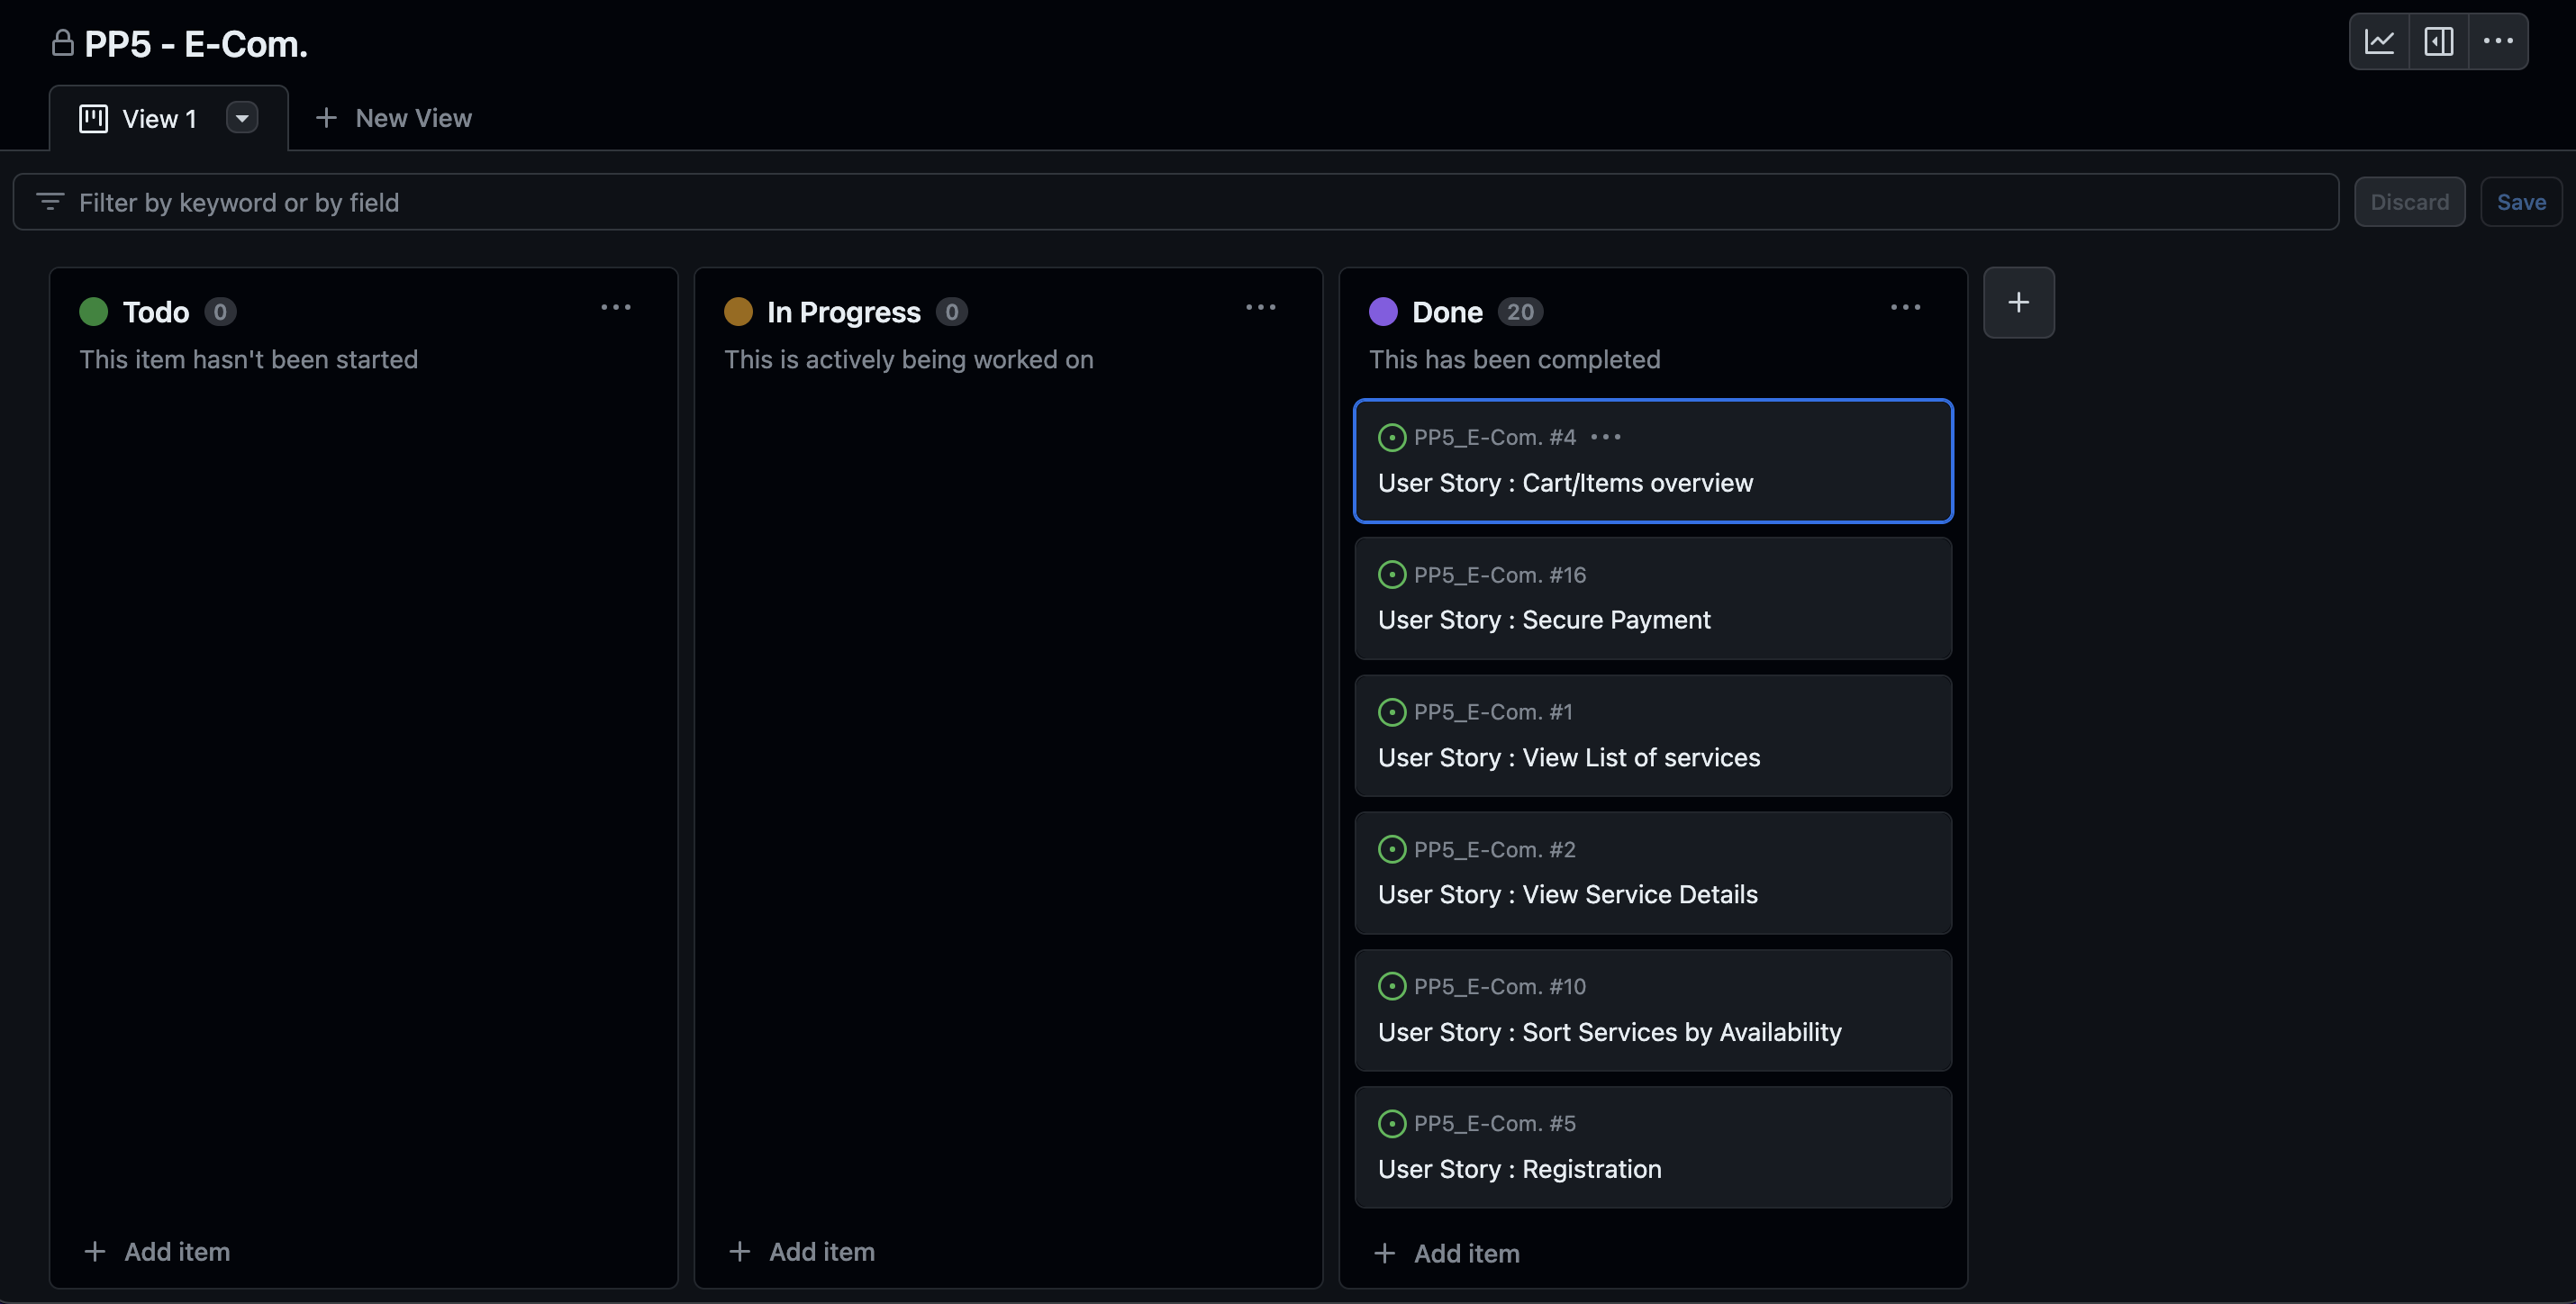 PP5 - E-Com.
View 1
New View
Filter by keyword or by field
Discard
Save
Todo 0
This item hasn't been started
Add item
In Progress 0
This is actively being worked on
Add item
Done 20
This has been completed
PP5_E-Com. #4
User Story : Cart/Items overview
PP5_E-Com. #16
User Story : Secure Payment
PP5_E-Com. #1
User Story : View List of services
PP5_E-Com. #2
User Story : View Service Details
PP5_E-Com. #10
User Story : Sort Services by Availability
PP5_E-Com. #5
User Story : Registration
Add item